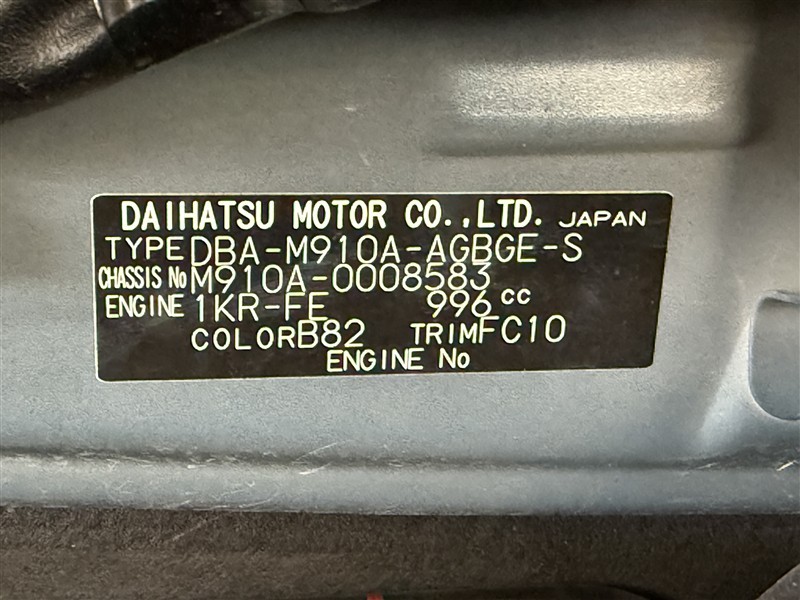 DAIHATSU MOTOR CO.,LTD. JAPAN
TYPE DBA-M910A-AGBGE-S
CHASSIS No M910A-0008583
ENGINE 1KR-FE 996 cc
COLOR B82 TRIM FC10
ENGINE No